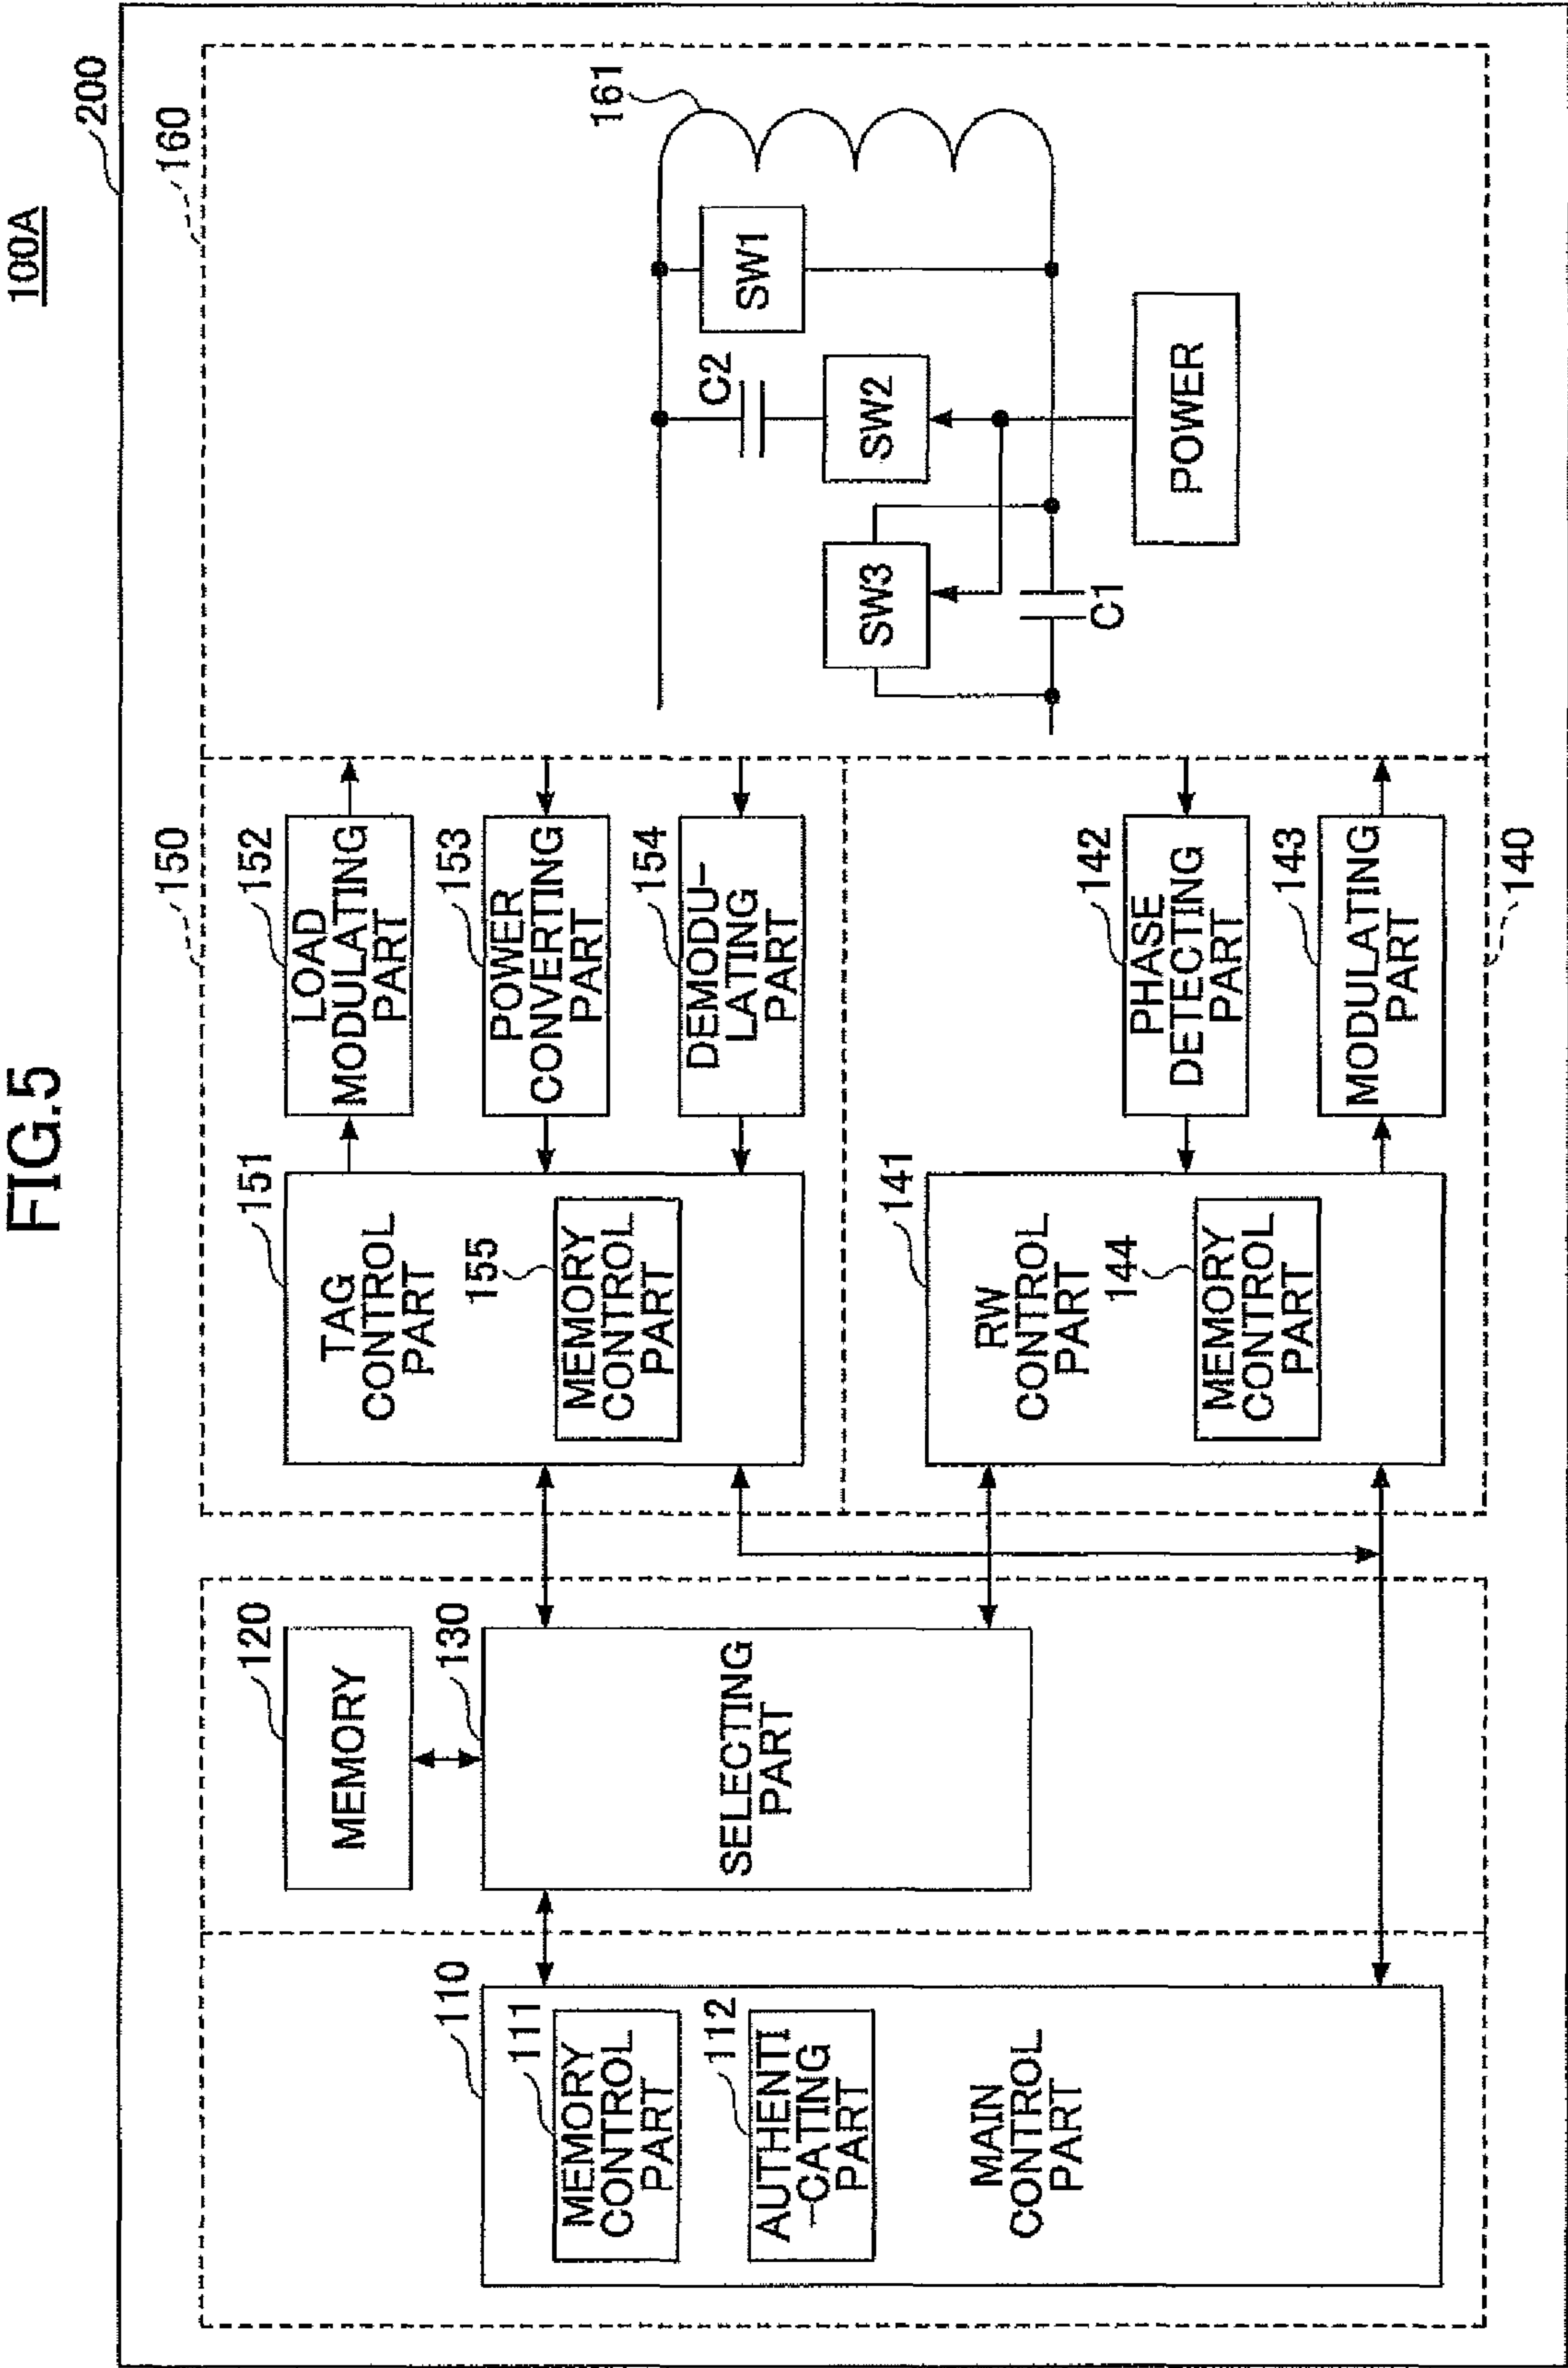 FIG.5
100A
200
110
111
MEMORY
CONTROL
PART
112
AUTHENTI
-CATING
PART
MAIN
CONTROL
PART
120
MEMORY
130
SELECTING
PART
150
151
TAG
CONTROL
PART
155
MEMORY
CONTROL
PART
152
LOAD
MODULATING
PART
153
POWER
CONVERTING
PART
154
DEMODU-
LATING
PART
141
RW
CONTROL
PART
144
MEMORY
CONTROL
PART
142
PHASE
DETECTING
PART
143
MODULATING
PART
140
160
161
SW1
C2
SW2
SW3
C1
POWER